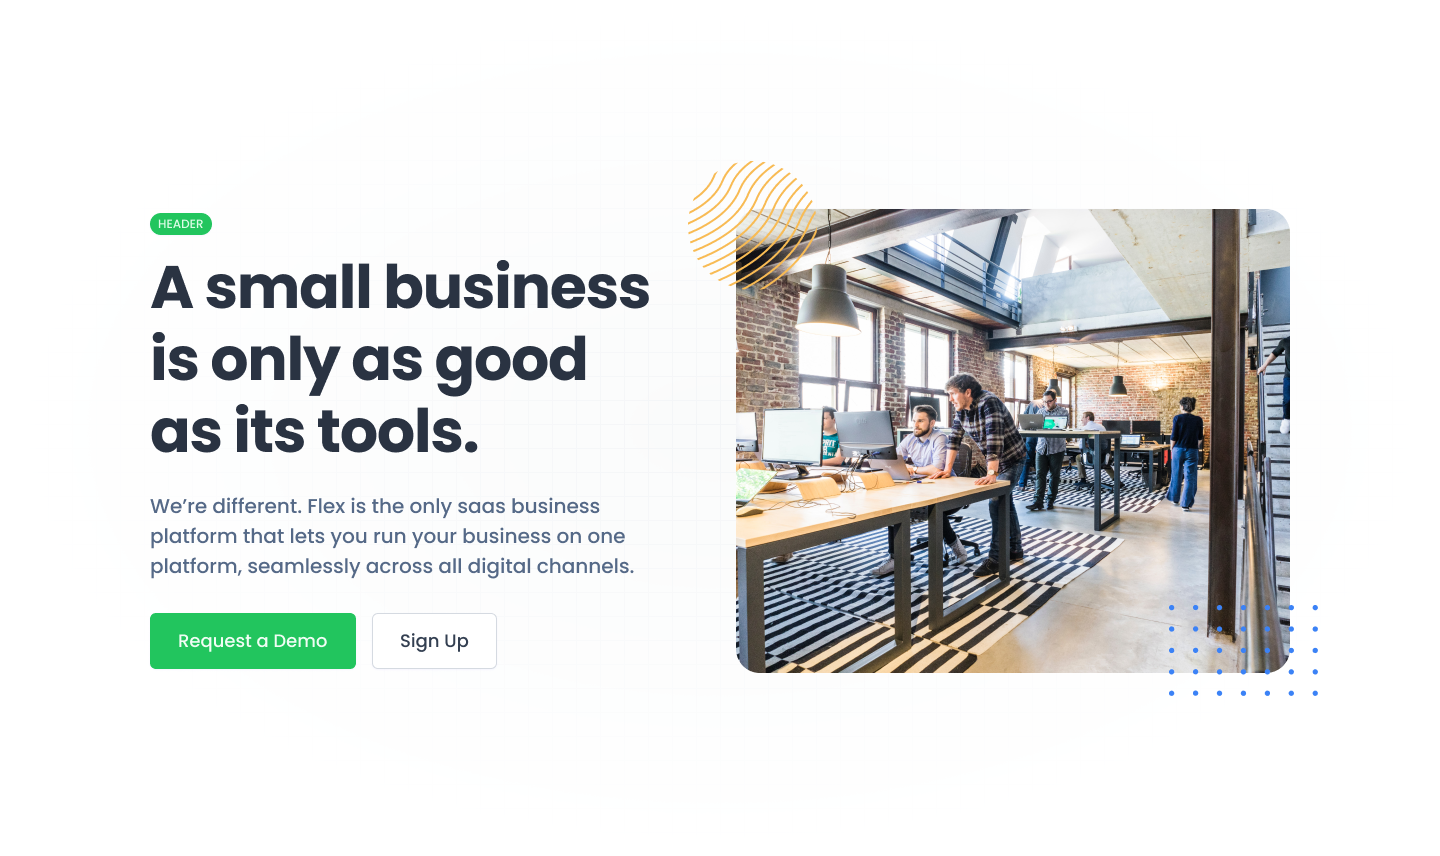 HEADER
A small business
is only as good
as its tools.
We’re different. Flex is the only saas business
platform that lets you run your business on one
platform, seamlessly across all digital channels.
Request a Demo
Sign Up